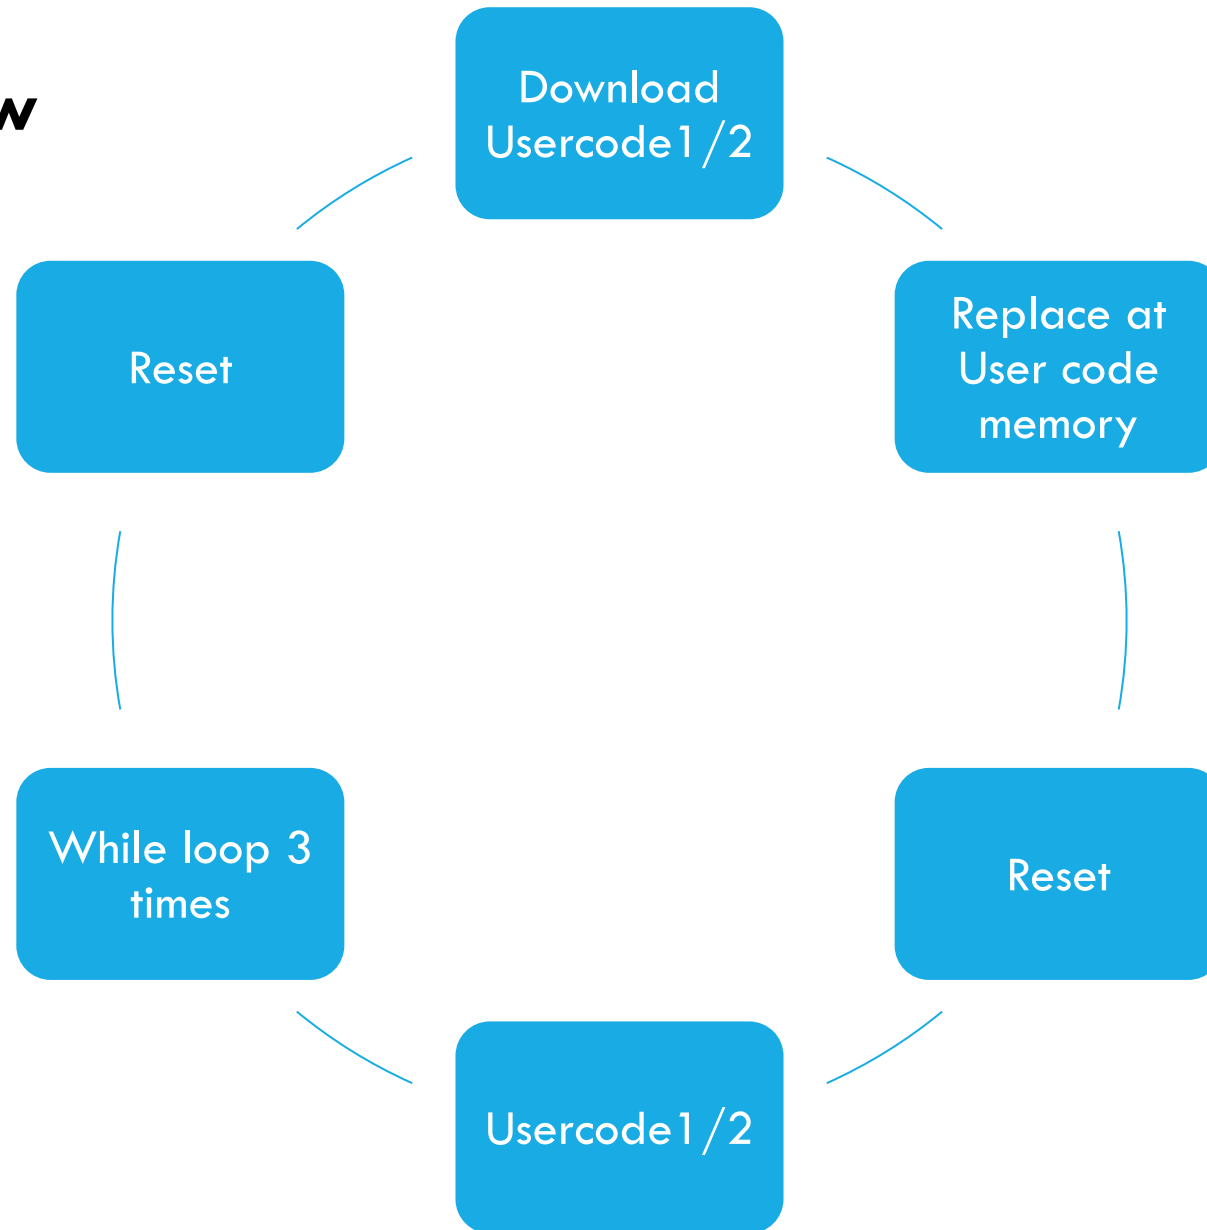 w
Download
Usercode1/2
Replace at
User code
memory
Reset
Reset
While loop 3
times
Usercode1/2